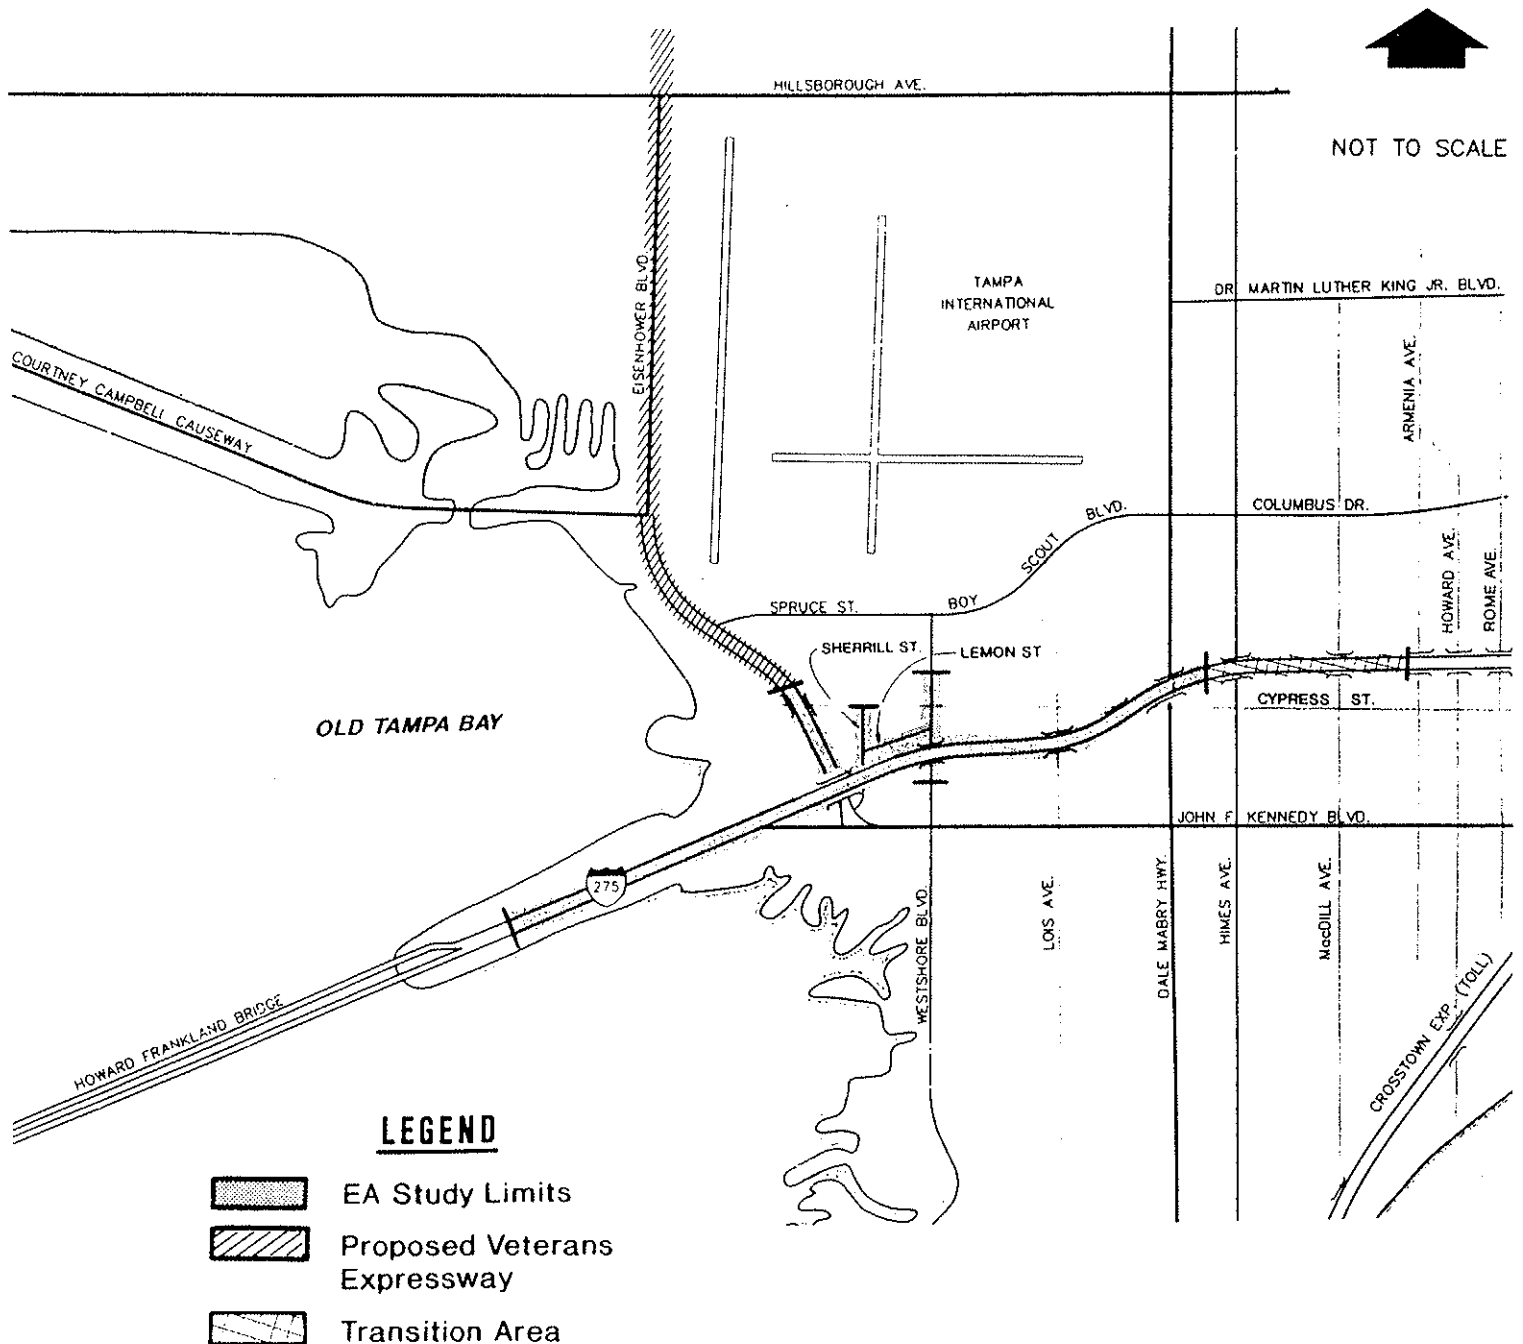 HILLSBOROUGH AVE.
NOT TO SCALE
EISENHOWER BLVD.
TAMPA
INTERNATIONAL
AIRPORT
DR. MARTIN LUTHER KING JR. BLVD.
COURTNEY CAMPBELL CAUSEWAY
ARMENIA AVE.
BOY SCOUT BLVD.
COLUMBUS DR.
HOWARD AVE.
ROME AVE.
SPRUCE ST.
SHERRILL ST.
LEMON ST
OLD TAMPA BAY
CYPRESS ST.
JOHN F. KENNEDY BLVD.
275
WESTSHORE BLVD.
LOIS AVE.
DALE MABRY HWY.
HIMES AVE.
MacDILL AVE.
HOWARD FRANKLAND BRIDGE
CROSSTOWN EXP. (TOLL)
LEGEND
EA Study Limits
Proposed Veterans
Expressway
Transition Area